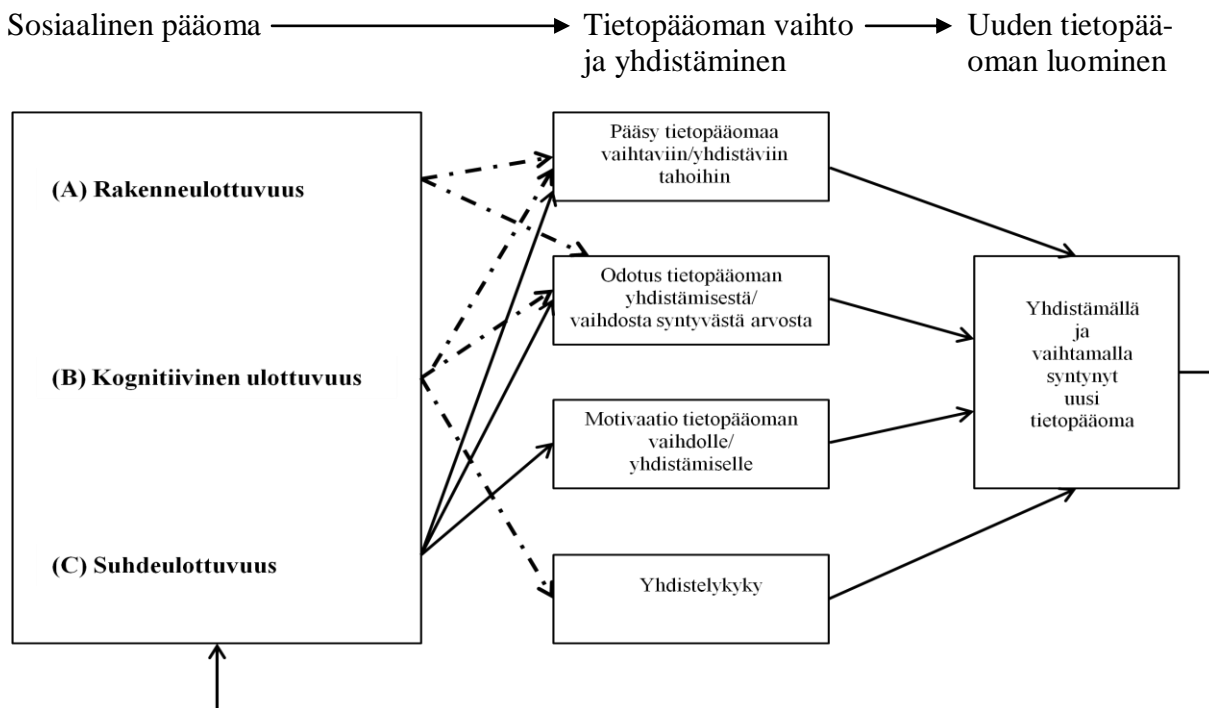 Sosiaalinen pääoma
Tietopääoman vaihto
ja yhdistäminen
Uuden tietopää-
oman luominen
(A) Rakenneulottuvuus
(B) Kognitiivinen ulottuvuus
(C) Suhdeulottuvuus
Pääsy tietopääomaa
vaihtaviin/yhdistäviin
tahoihin
Odotus tietopääoman
yhdistämisestä/
vaihdosta syntyvästä arvosta
Motivaatio tietopääoman
vaihdolle/
yhdistämiselle
Yhdistelykyky
Yhdistämällä
ja
vaihtamalla
syntynyt
uusi
tietopääoma